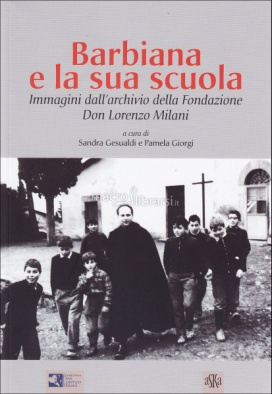 Barbiana
e la sua scuola
Immagini dall'archivio della Fondazione
Don Lorenzo Milani
a cura di
Sandra Gesualdi e Pamela Giorgi
aska